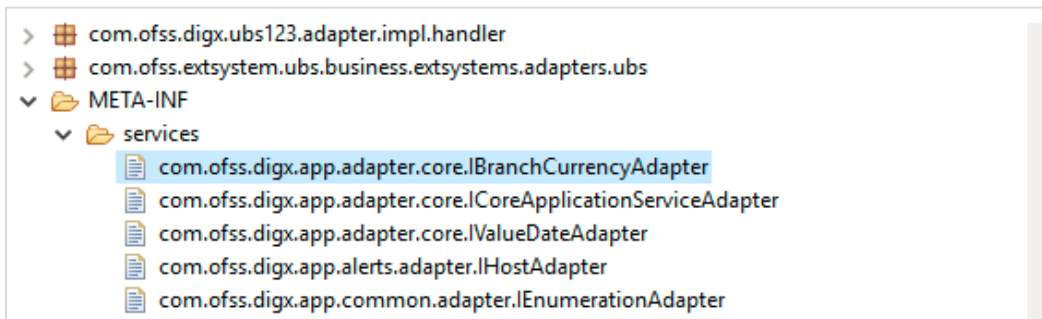 com.ofss.digx.ubs123.adapter.impl.handler
com.ofss.extsystem.ubs.business.extsystems.adapters.ubs
META-INF
services
com.ofss.digx.app.adapter.core.IBranchCurrencyAdapter
com.ofss.digx.app.adapter.core.ICoreApplicationServiceAdapter
com.ofss.digx.app.adapter.core.IValueDateAdapter
com.ofss.digx.app.alerts.adapter.IHostAdapter
com.ofss.digx.app.common.adapter.IEnumerationAdapter